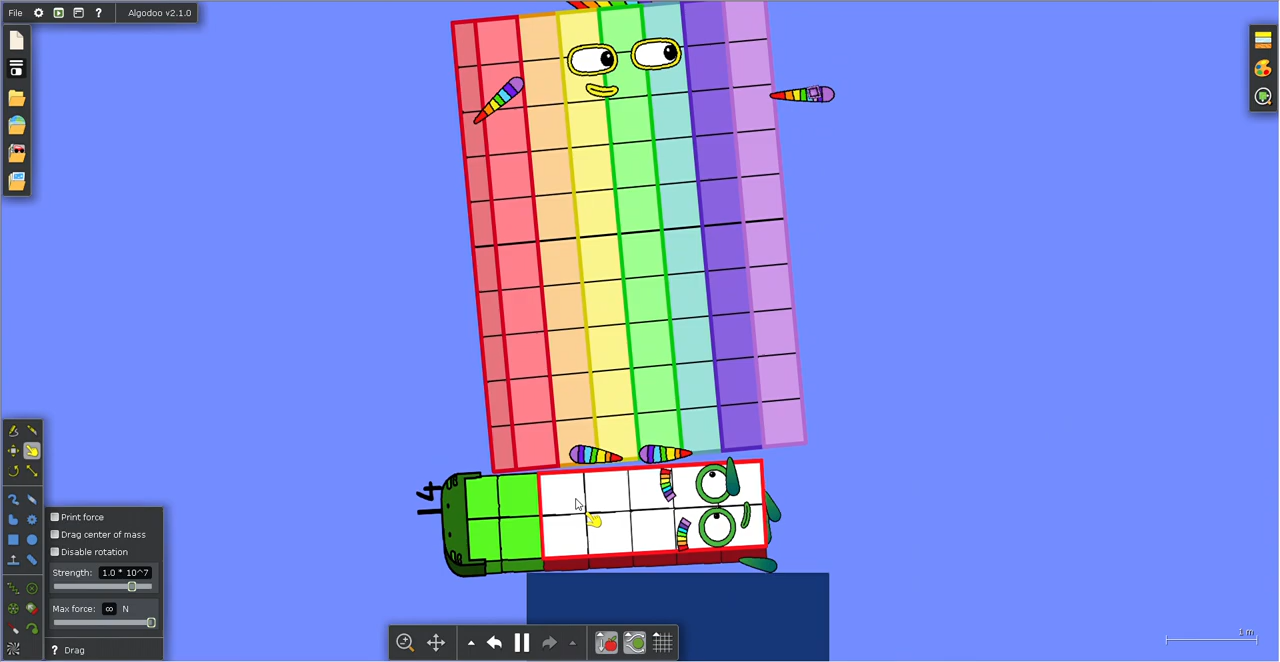 File ? Algodoo v2.1.0
14
Print force
Drag center of mass
Disable rotation
Strength: 1.0 * 10^7
Max force: ∞ N
? Drag
1 m